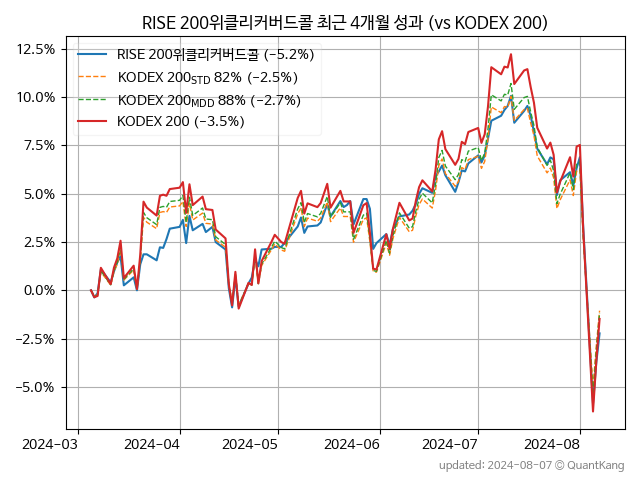 RISE 200위클리커버드콜 최근 4개월 성과 (vs KODEX 200)
12.5%
10.0%
7.5%
5.0%
2.5%
0.0%
−2.5%
−5.0%
RISE 200위클리커버드콜 (−5.2%)
KODEX 200STD 82% (−2.5%)
KODEX 200MDD 88% (−2.7%)
KODEX 200 (−3.5%)
2024-03 2024-04 2024-05 2024-06 2024-07 2024-08
updated: 2024-08-07 © QuantKang